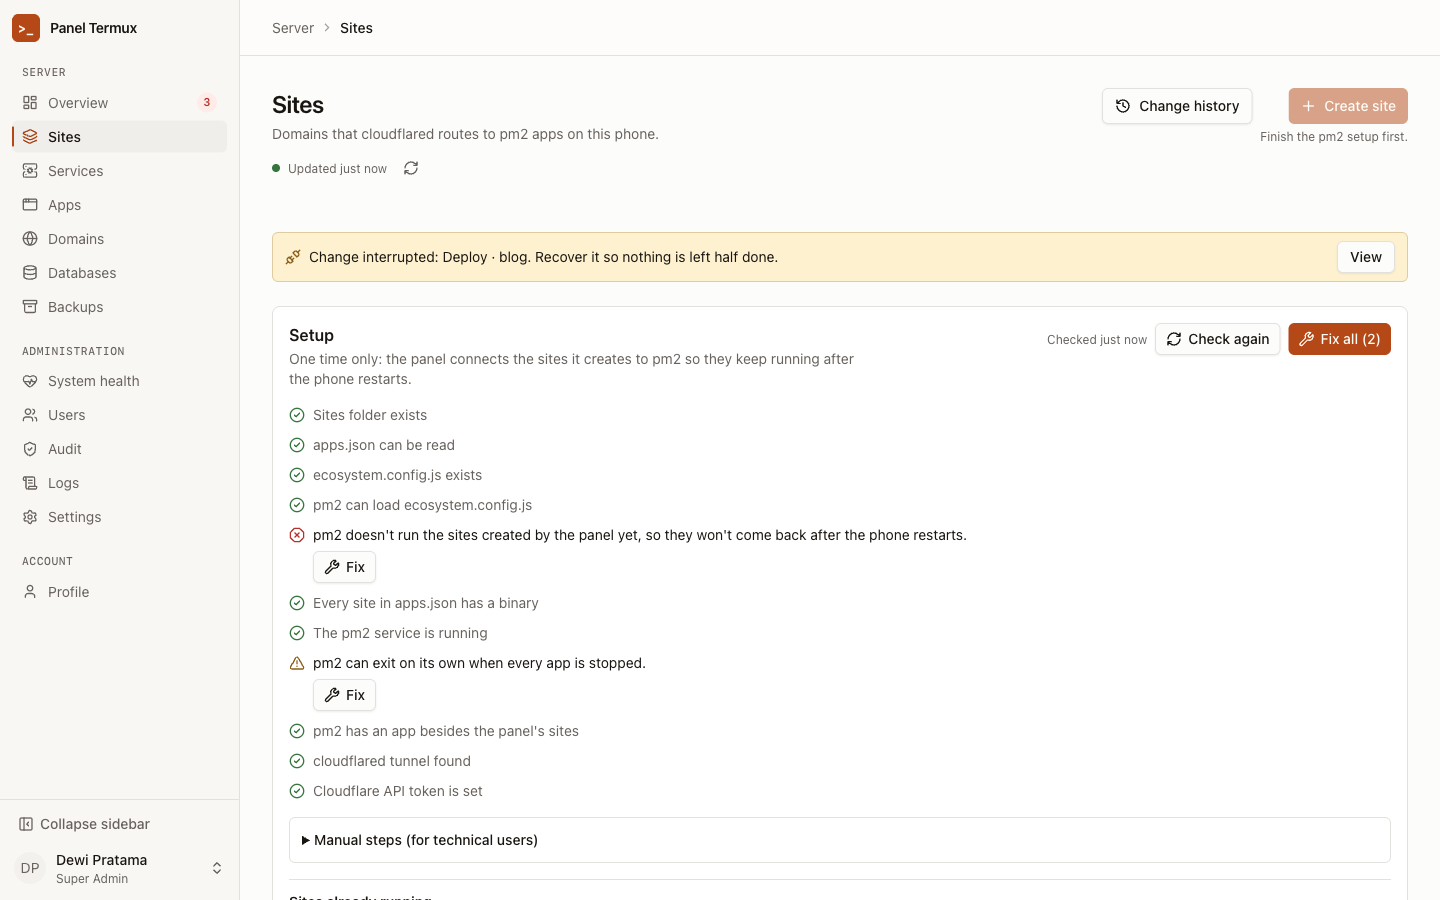 >_ Panel Termux
SERVER
Overview 3
Sites
Services
Apps
Domains
Databases
Backups
ADMINISTRATION
System health
Users
Audit
Logs
Settings
ACCOUNT
Profile
Collapse sidebar
DP
Dewi Pratama
Super Admin
Server > Sites
Sites
Domains that cloudflared routes to pm2 apps on this phone.
Updated just now
Change history
+ Create site
Finish the pm2 setup first.
Change interrupted: Deploy · blog. Recover it so nothing is left half done.
View
Setup
One time only: the panel connects the sites it creates to pm2 so they keep running after
the phone restarts.
Checked just now
Check again
Fix all (2)
Sites folder exists
apps.json can be read
ecosystem.config.js exists
pm2 can load ecosystem.config.js
pm2 doesn't run the sites created by the panel yet, so they won't come back after the phone restarts.
Fix
Every site in apps.json has a binary
The pm2 service is running
pm2 can exit on its own when every app is stopped.
Fix
pm2 has an app besides the panel's sites
cloudflared tunnel found
Cloudflare API token is set
Manual steps (for technical users)
Sites already running